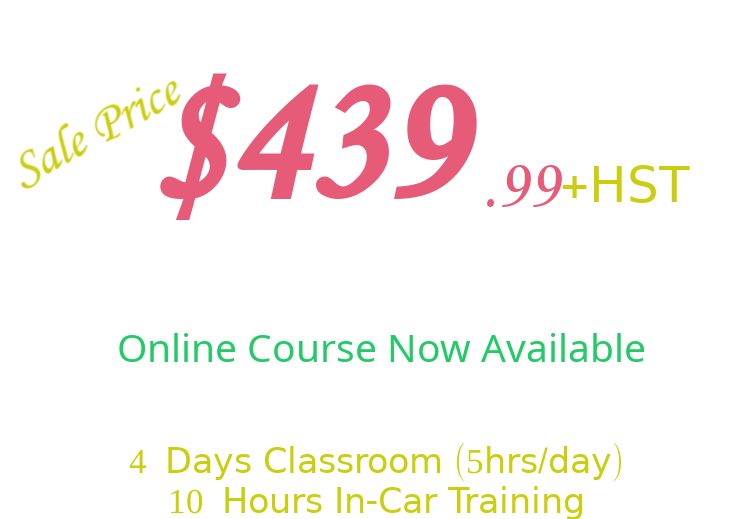 Sale Price
$439.99+HST
Online Course Now Available
4 Days Classroom (5hrs/day)
10 Hours In-Car Training